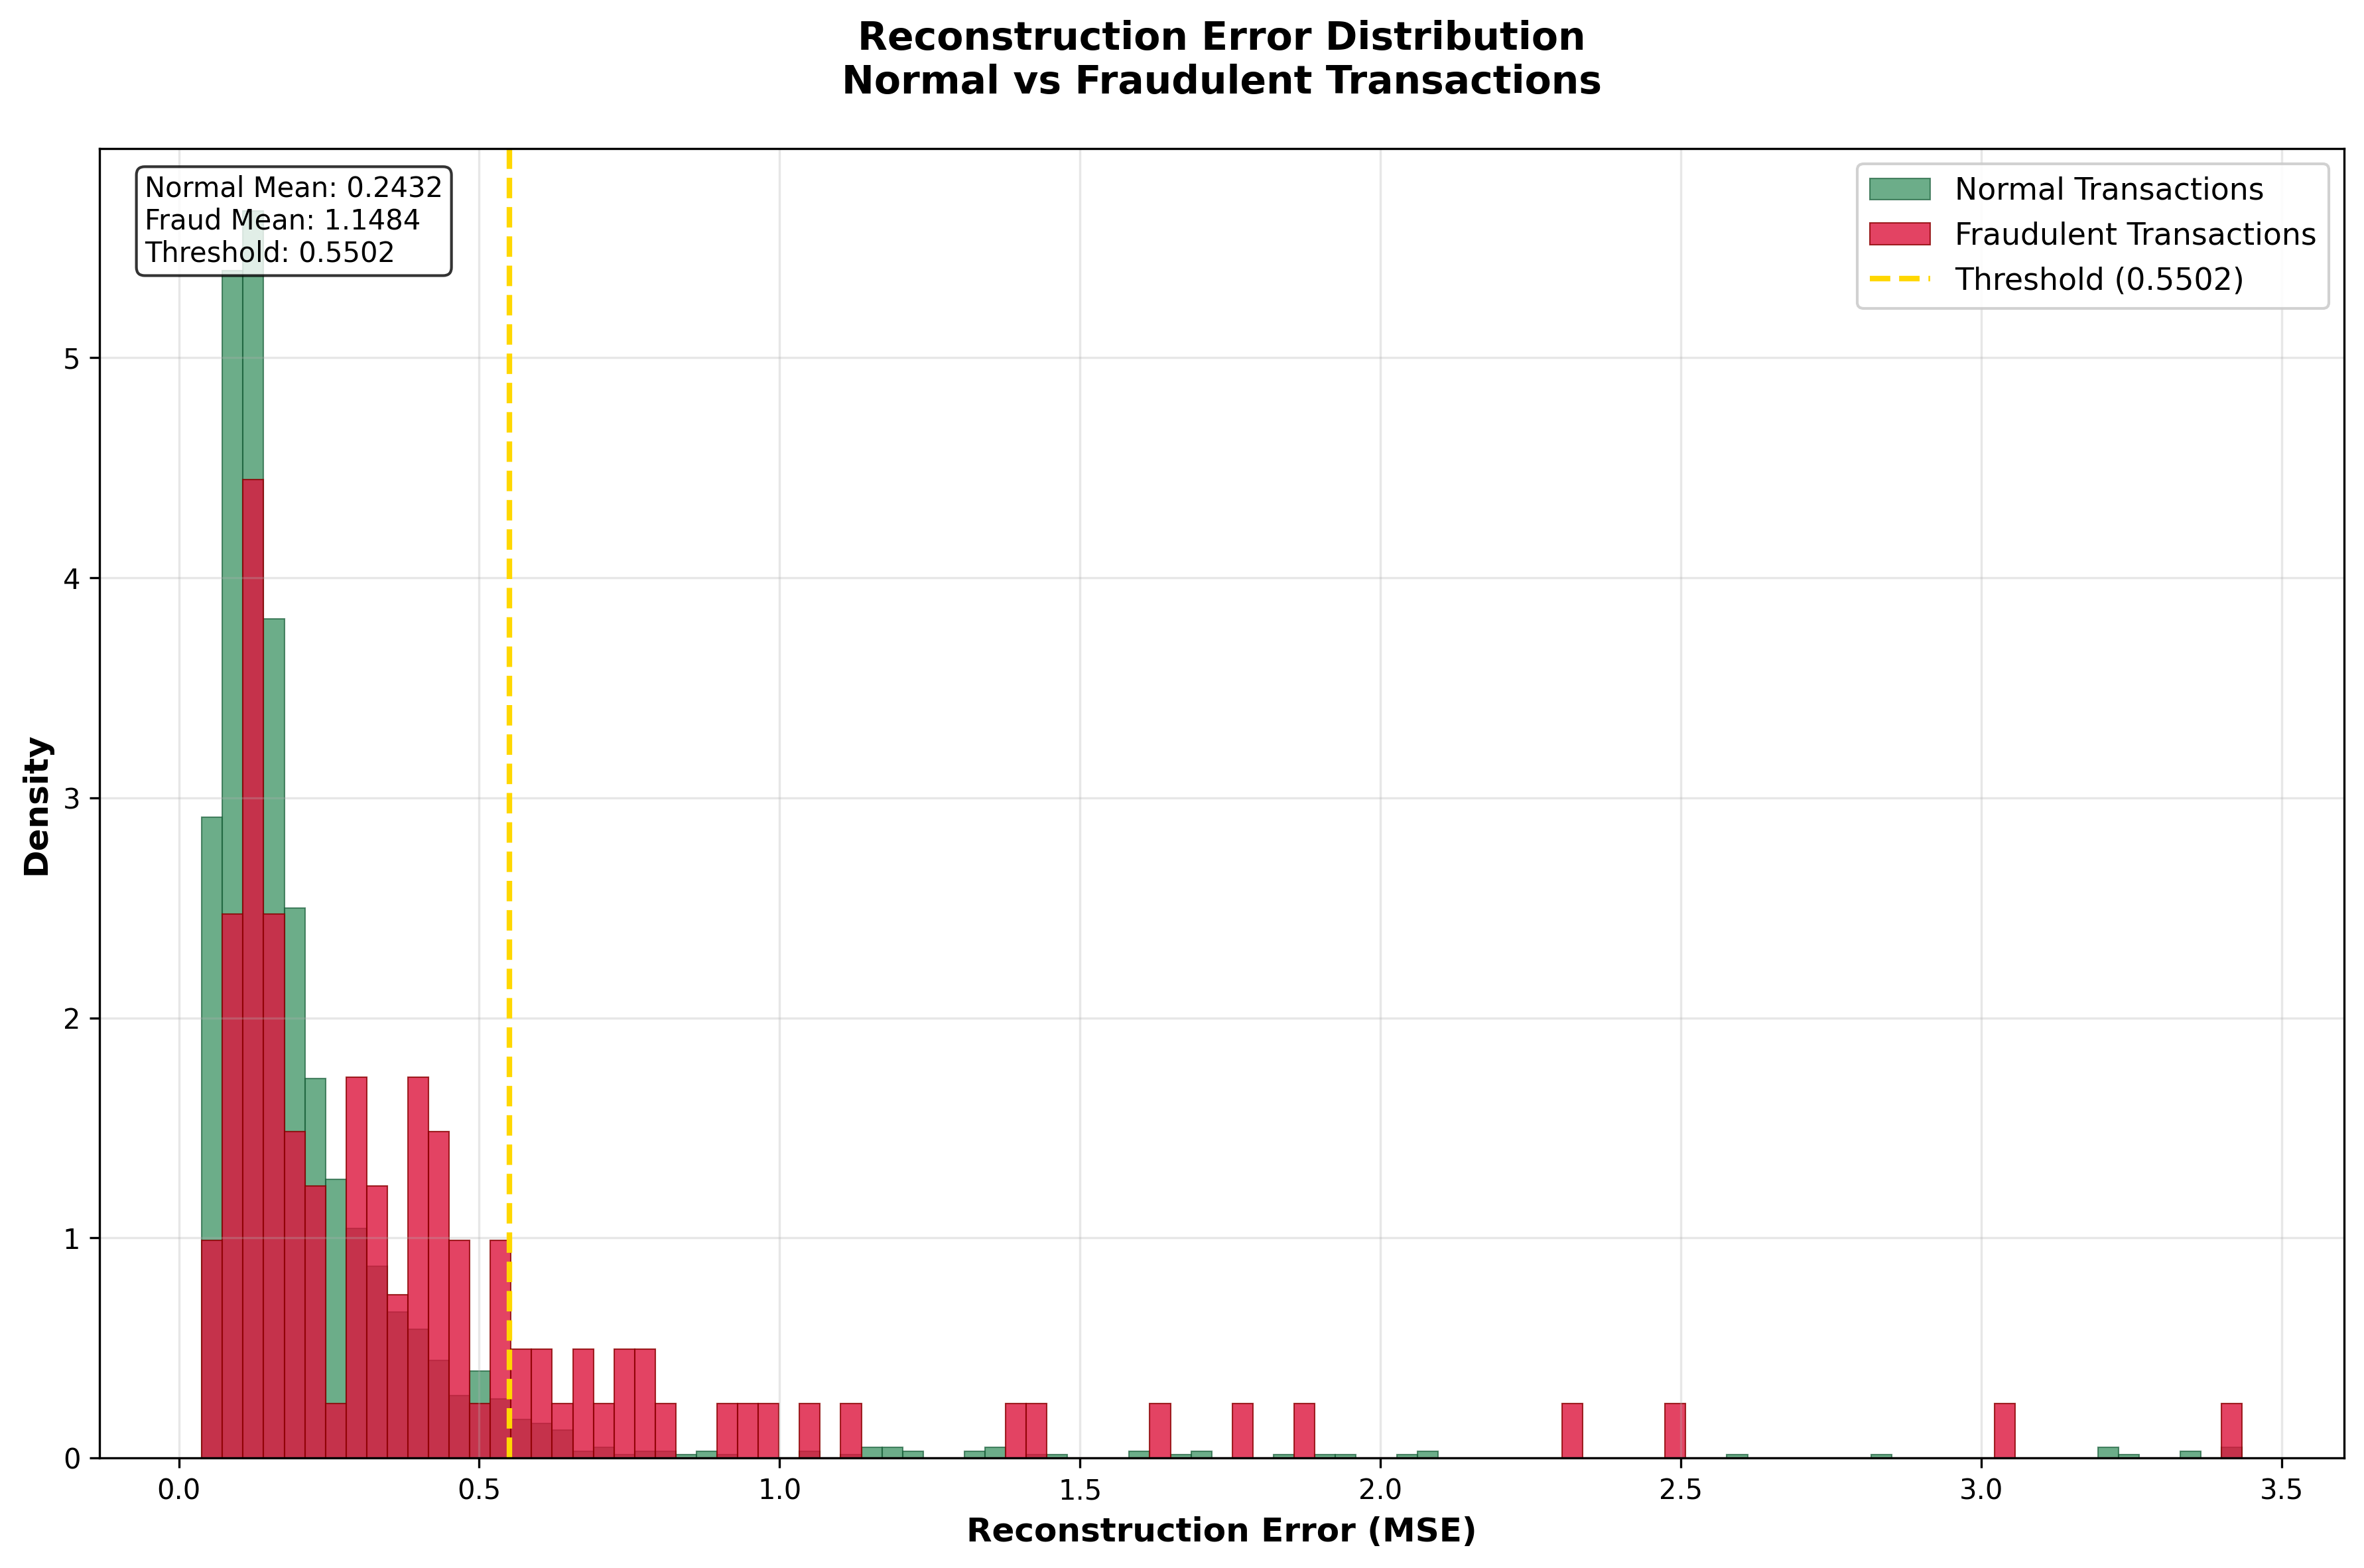 Reconstruction Error Distribution
Normal vs Fraudulent Transactions
Normal Mean: 0.2432
Fraud Mean: 1.1484
Threshold: 0.5502
Normal Transactions
Fraudulent Transactions
Threshold (0.5502)
Density
5
4
3
2
1
0
0.0 0.5 1.0 1.5 2.0 2.5 3.0 3.5
Reconstruction Error (MSE)